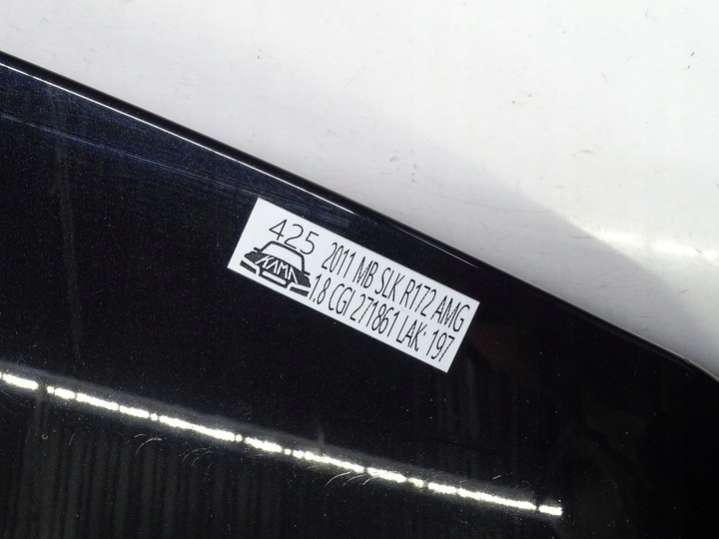 425
KAMA
2011 MB SLK R172 AMG
1.8 CGI 271861 LAK: 197